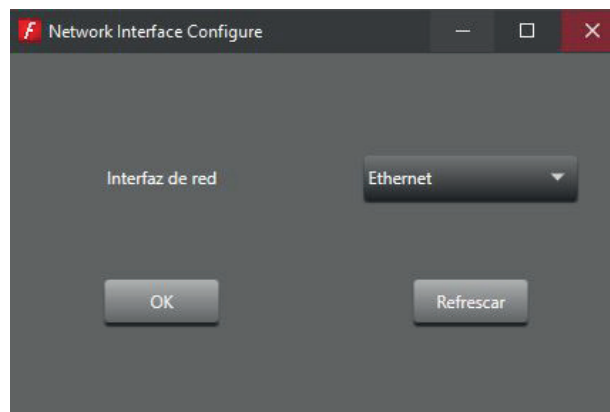 Network Interface Configure
Interfaz de red
Ethernet
OK
Refrescar